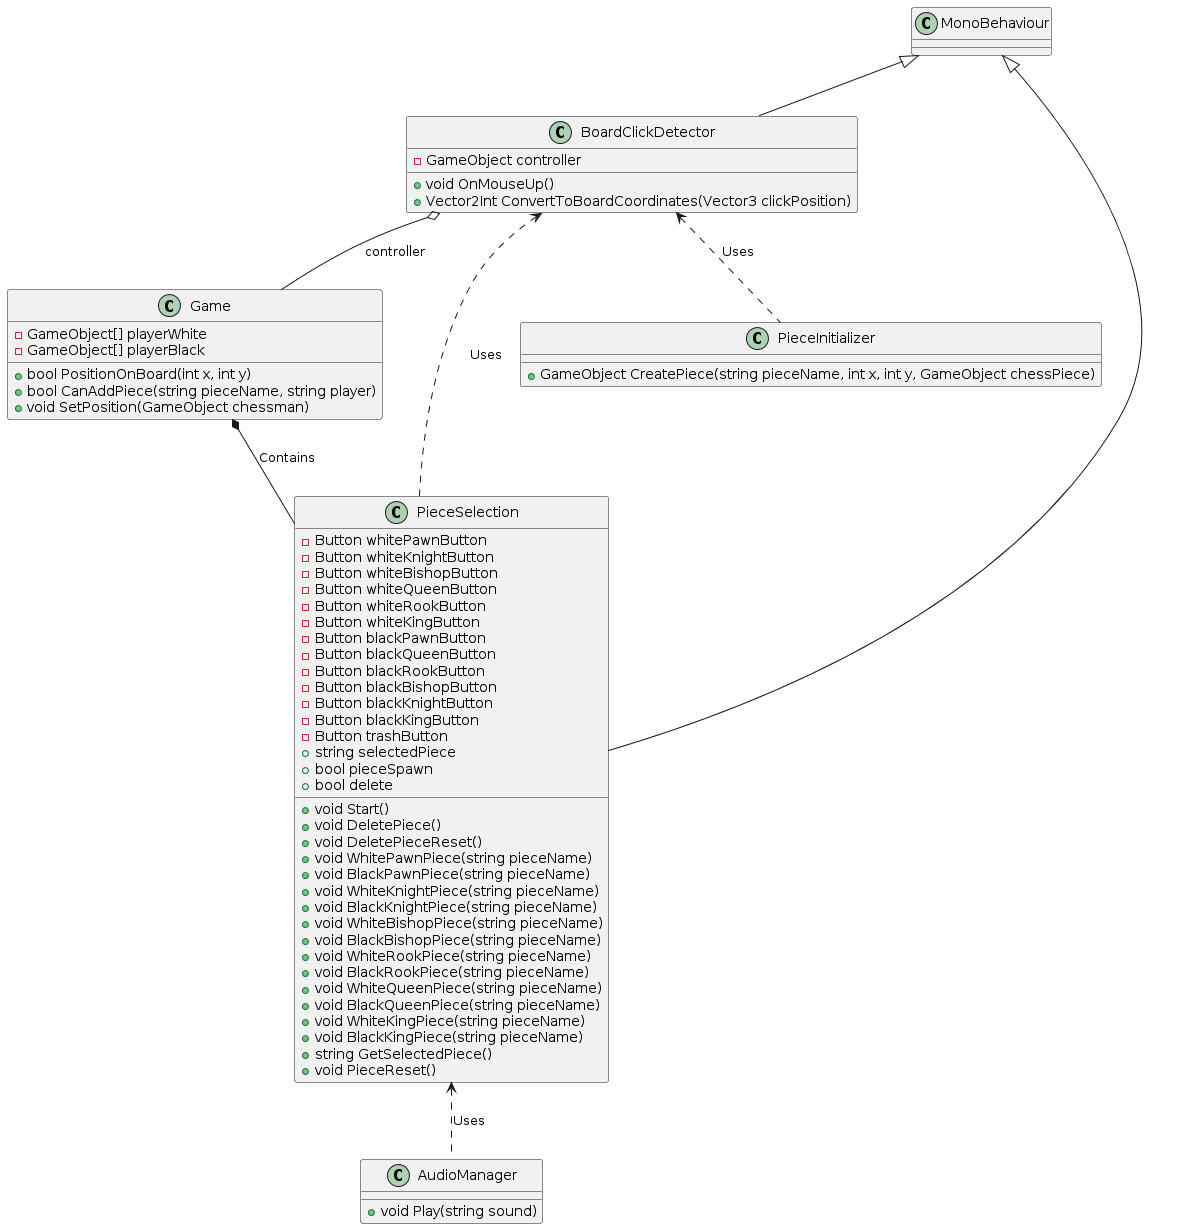 C MonoBehaviour
C BoardClickDetector
GameObject controller
void OnMouseUp()
Vector2Int ConvertToBoardCoordinates(Vector3 clickPosition)
controller
Uses
C Game
GameObject[] playerWhite
GameObject[] playerBlack
bool PositionOnBoard(int x, int y)
bool CanAddPiece(string pieceName, string player)
void SetPosition(GameObject chessman)
C PieceInitializer
GameObject CreatePiece(string pieceName, int x, int y, GameObject chessPiece)
Uses
Contains
C PieceSelection
Button whitePawnButton
Button whiteKnightButton
Button whiteBishopButton
Button whiteQueenButton
Button whiteRookButton
Button whiteKingButton
Button blackPawnButton
Button blackQueenButton
Button blackRookButton
Button blackBishopButton
Button blackKnightButton
Button blackKingButton
Button trashButton
string selectedPiece
bool pieceSpawn
bool delete
void Start()
void DeletePiece()
void DeletePieceReset()
void WhitePawnPiece(string pieceName)
void BlackPawnPiece(string pieceName)
void WhiteKnightPiece(string pieceName)
void BlackKnightPiece(string pieceName)
void WhiteBishopPiece(string pieceName)
void BlackBishopPiece(string pieceName)
void WhiteRookPiece(string pieceName)
void BlackRookPiece(string pieceName)
void WhiteQueenPiece(string pieceName)
void BlackQueenPiece(string pieceName)
void WhiteKingPiece(string pieceName)
void BlackKingPiece(string pieceName)
string GetSelectedPiece()
void PieceReset()
Uses
C AudioManager
void Play(string sound)